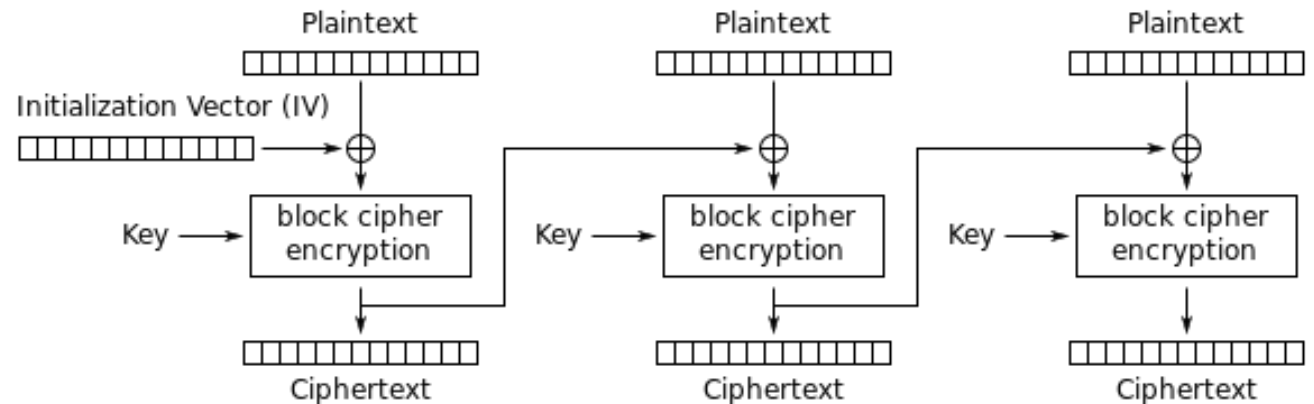 Plaintext
Plaintext
Plaintext
Initialization Vector (IV)
Key
block cipher
encryption
Key
block cipher
encryption
Key
block cipher
encryption
Ciphertext
Ciphertext
Ciphertext